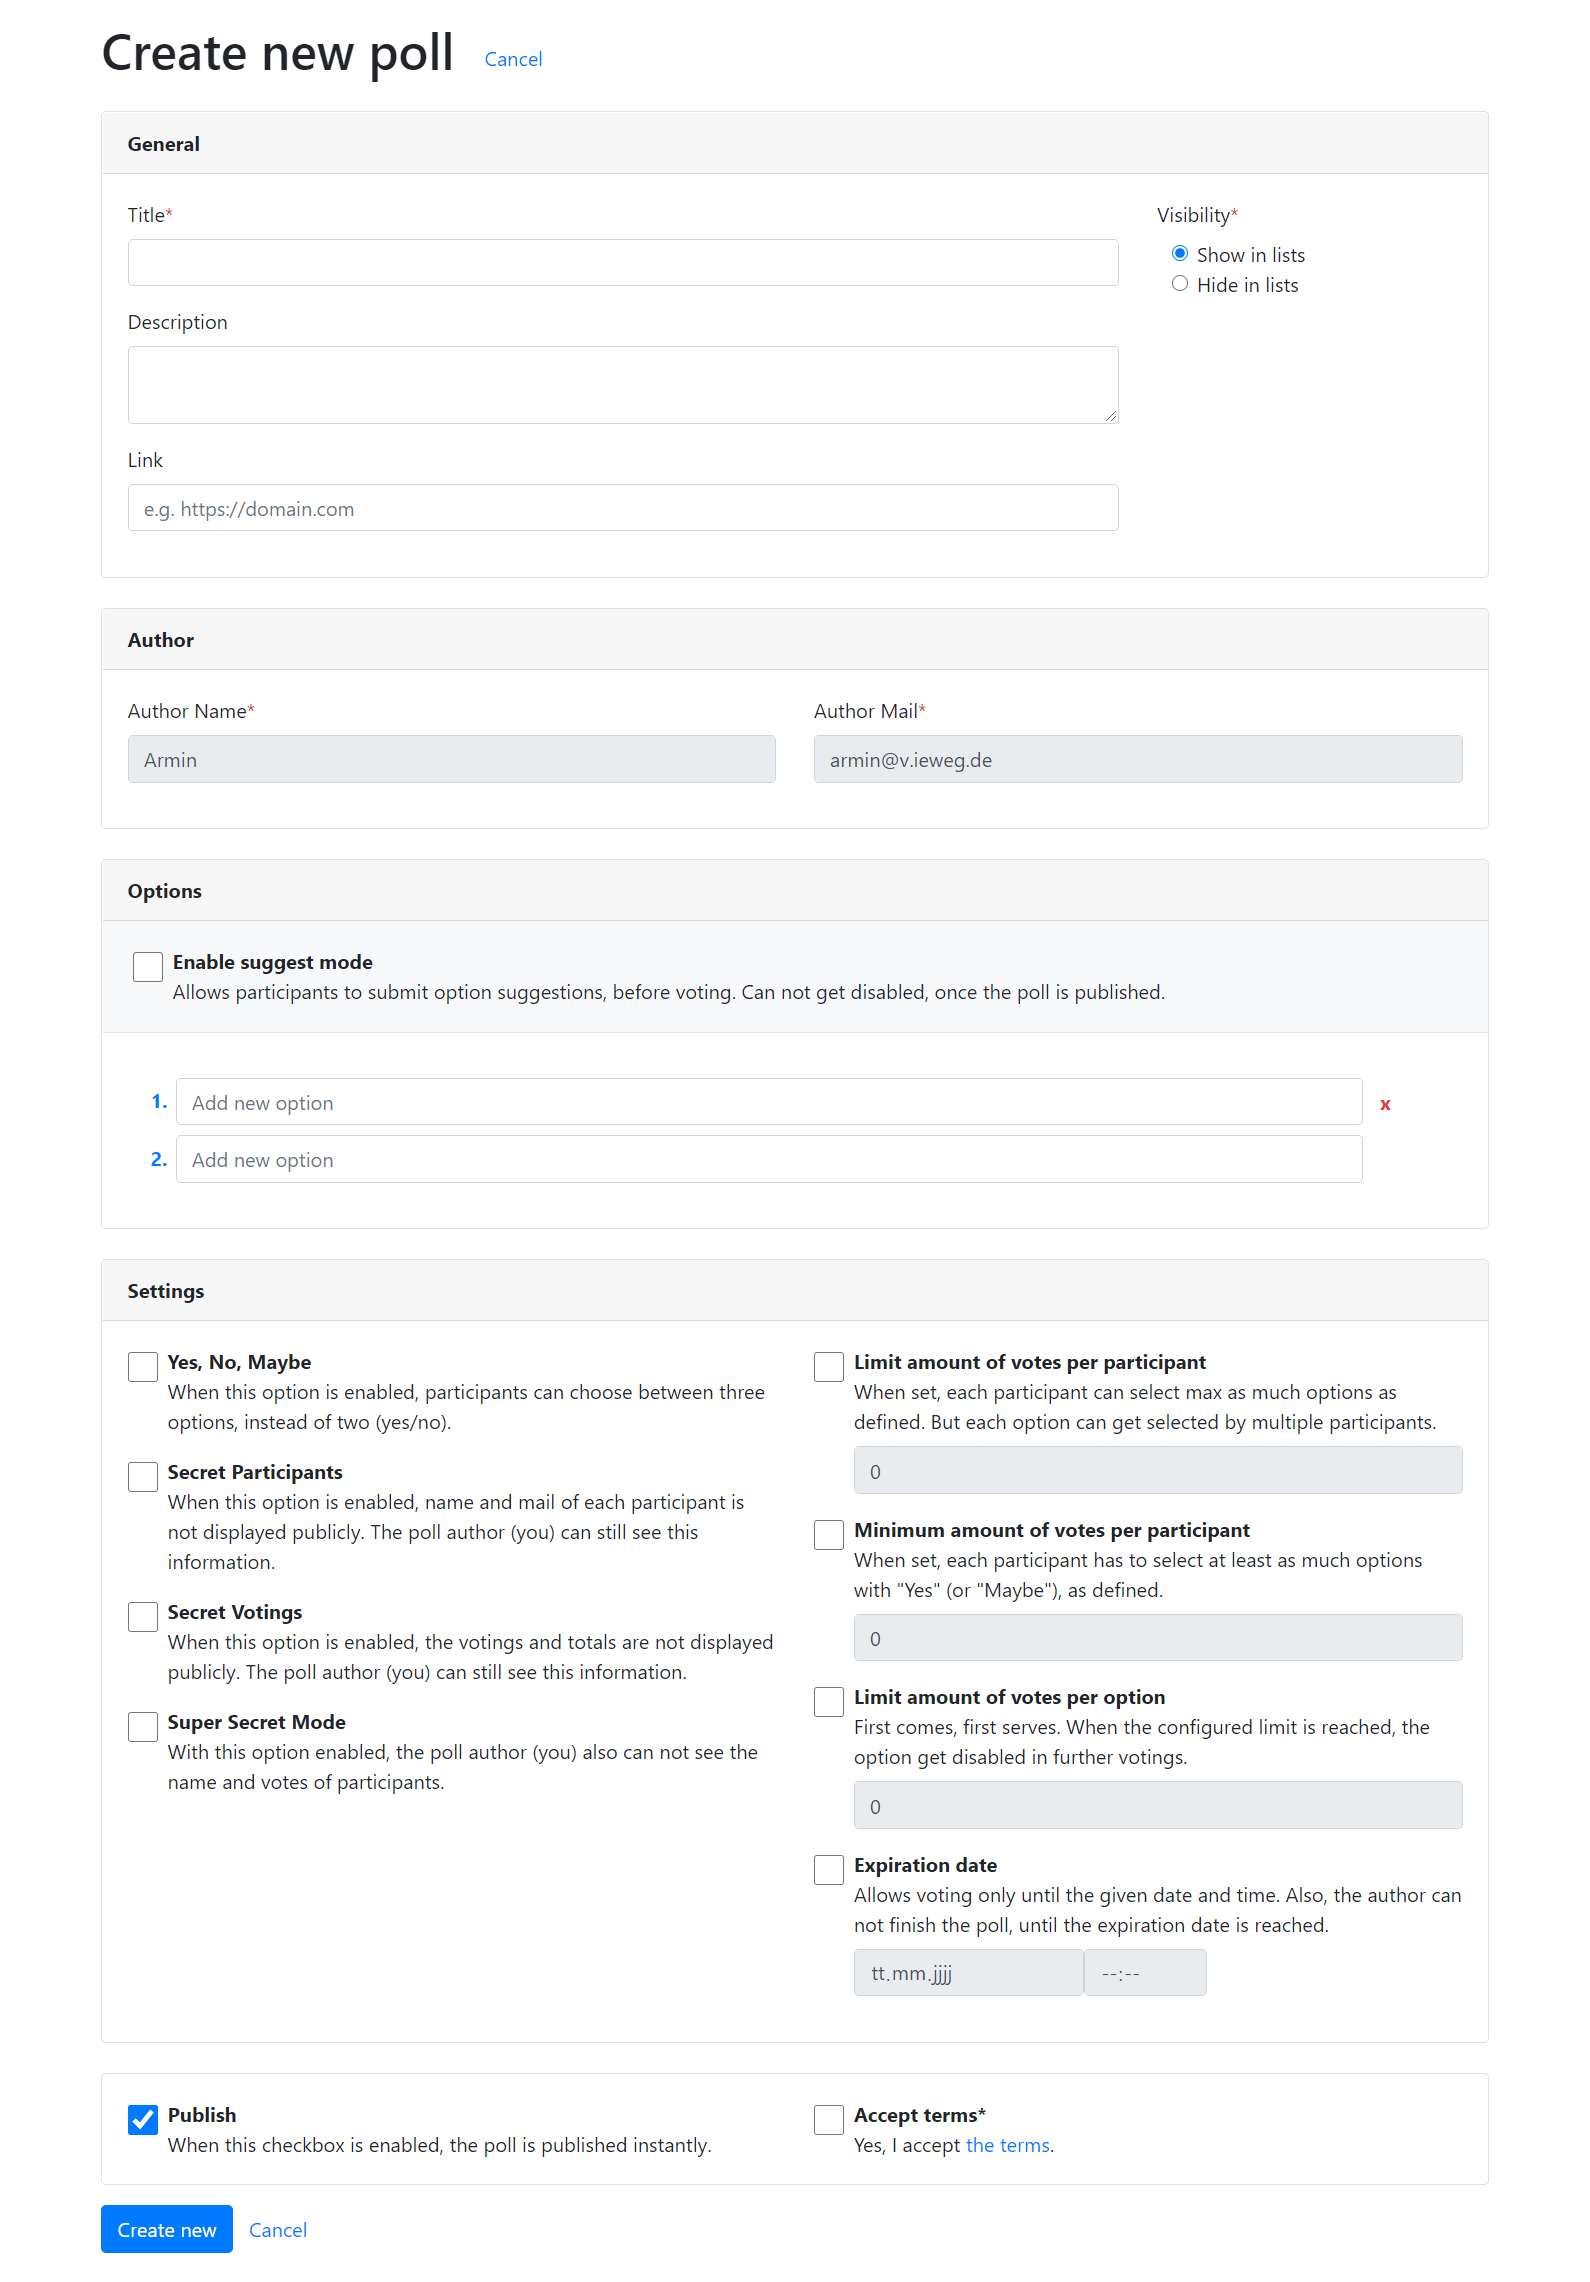 Create new poll Cancel
General
Title*
Visibility*
Show in lists
Hide in lists
Description
Link
e.g. https://domain.com
Author
Author Name*
Armin
Author Mail*
armin@v.ieweg.de
Options
Enable suggest mode
Allows participants to submit option suggestions, before voting. Can not get disabled, once the poll is published.
1. Add new option x
2. Add new option
Settings
Yes, No, Maybe
When this option is enabled, participants can choose between three
options, instead of two (yes/no).
Secret Participants
When this option is enabled, name and mail of each participant is
not displayed publicly. The poll author (you) can still see this
information.
Secret Votings
When this option is enabled, the votings and totals are not displayed
publicly. The poll author (you) can still see this information.
Super Secret Mode
With this option enabled, the poll author (you) also can not see the
name and votes of participants.
Limit amount of votes per participant
When set, each participant can select max as much options as
defined. But each option can get selected by multiple participants.
0
Minimum amount of votes per participant
When set, each participant has to select at least as much options
with "Yes" (or "Maybe"), as defined.
0
Limit amount of votes per option
First comes, first serves. When the configured limit is reached, the
option get disabled in further votings.
0
Expiration date
Allows voting only until the given date and time. Also, the author can
not finish the poll, until the expiration date is reached.
tt.mm.jjjj --:--
Publish
When this checkbox is enabled, the poll is published instantly.
Accept terms*
Yes, I accept the terms.
Create new Cancel